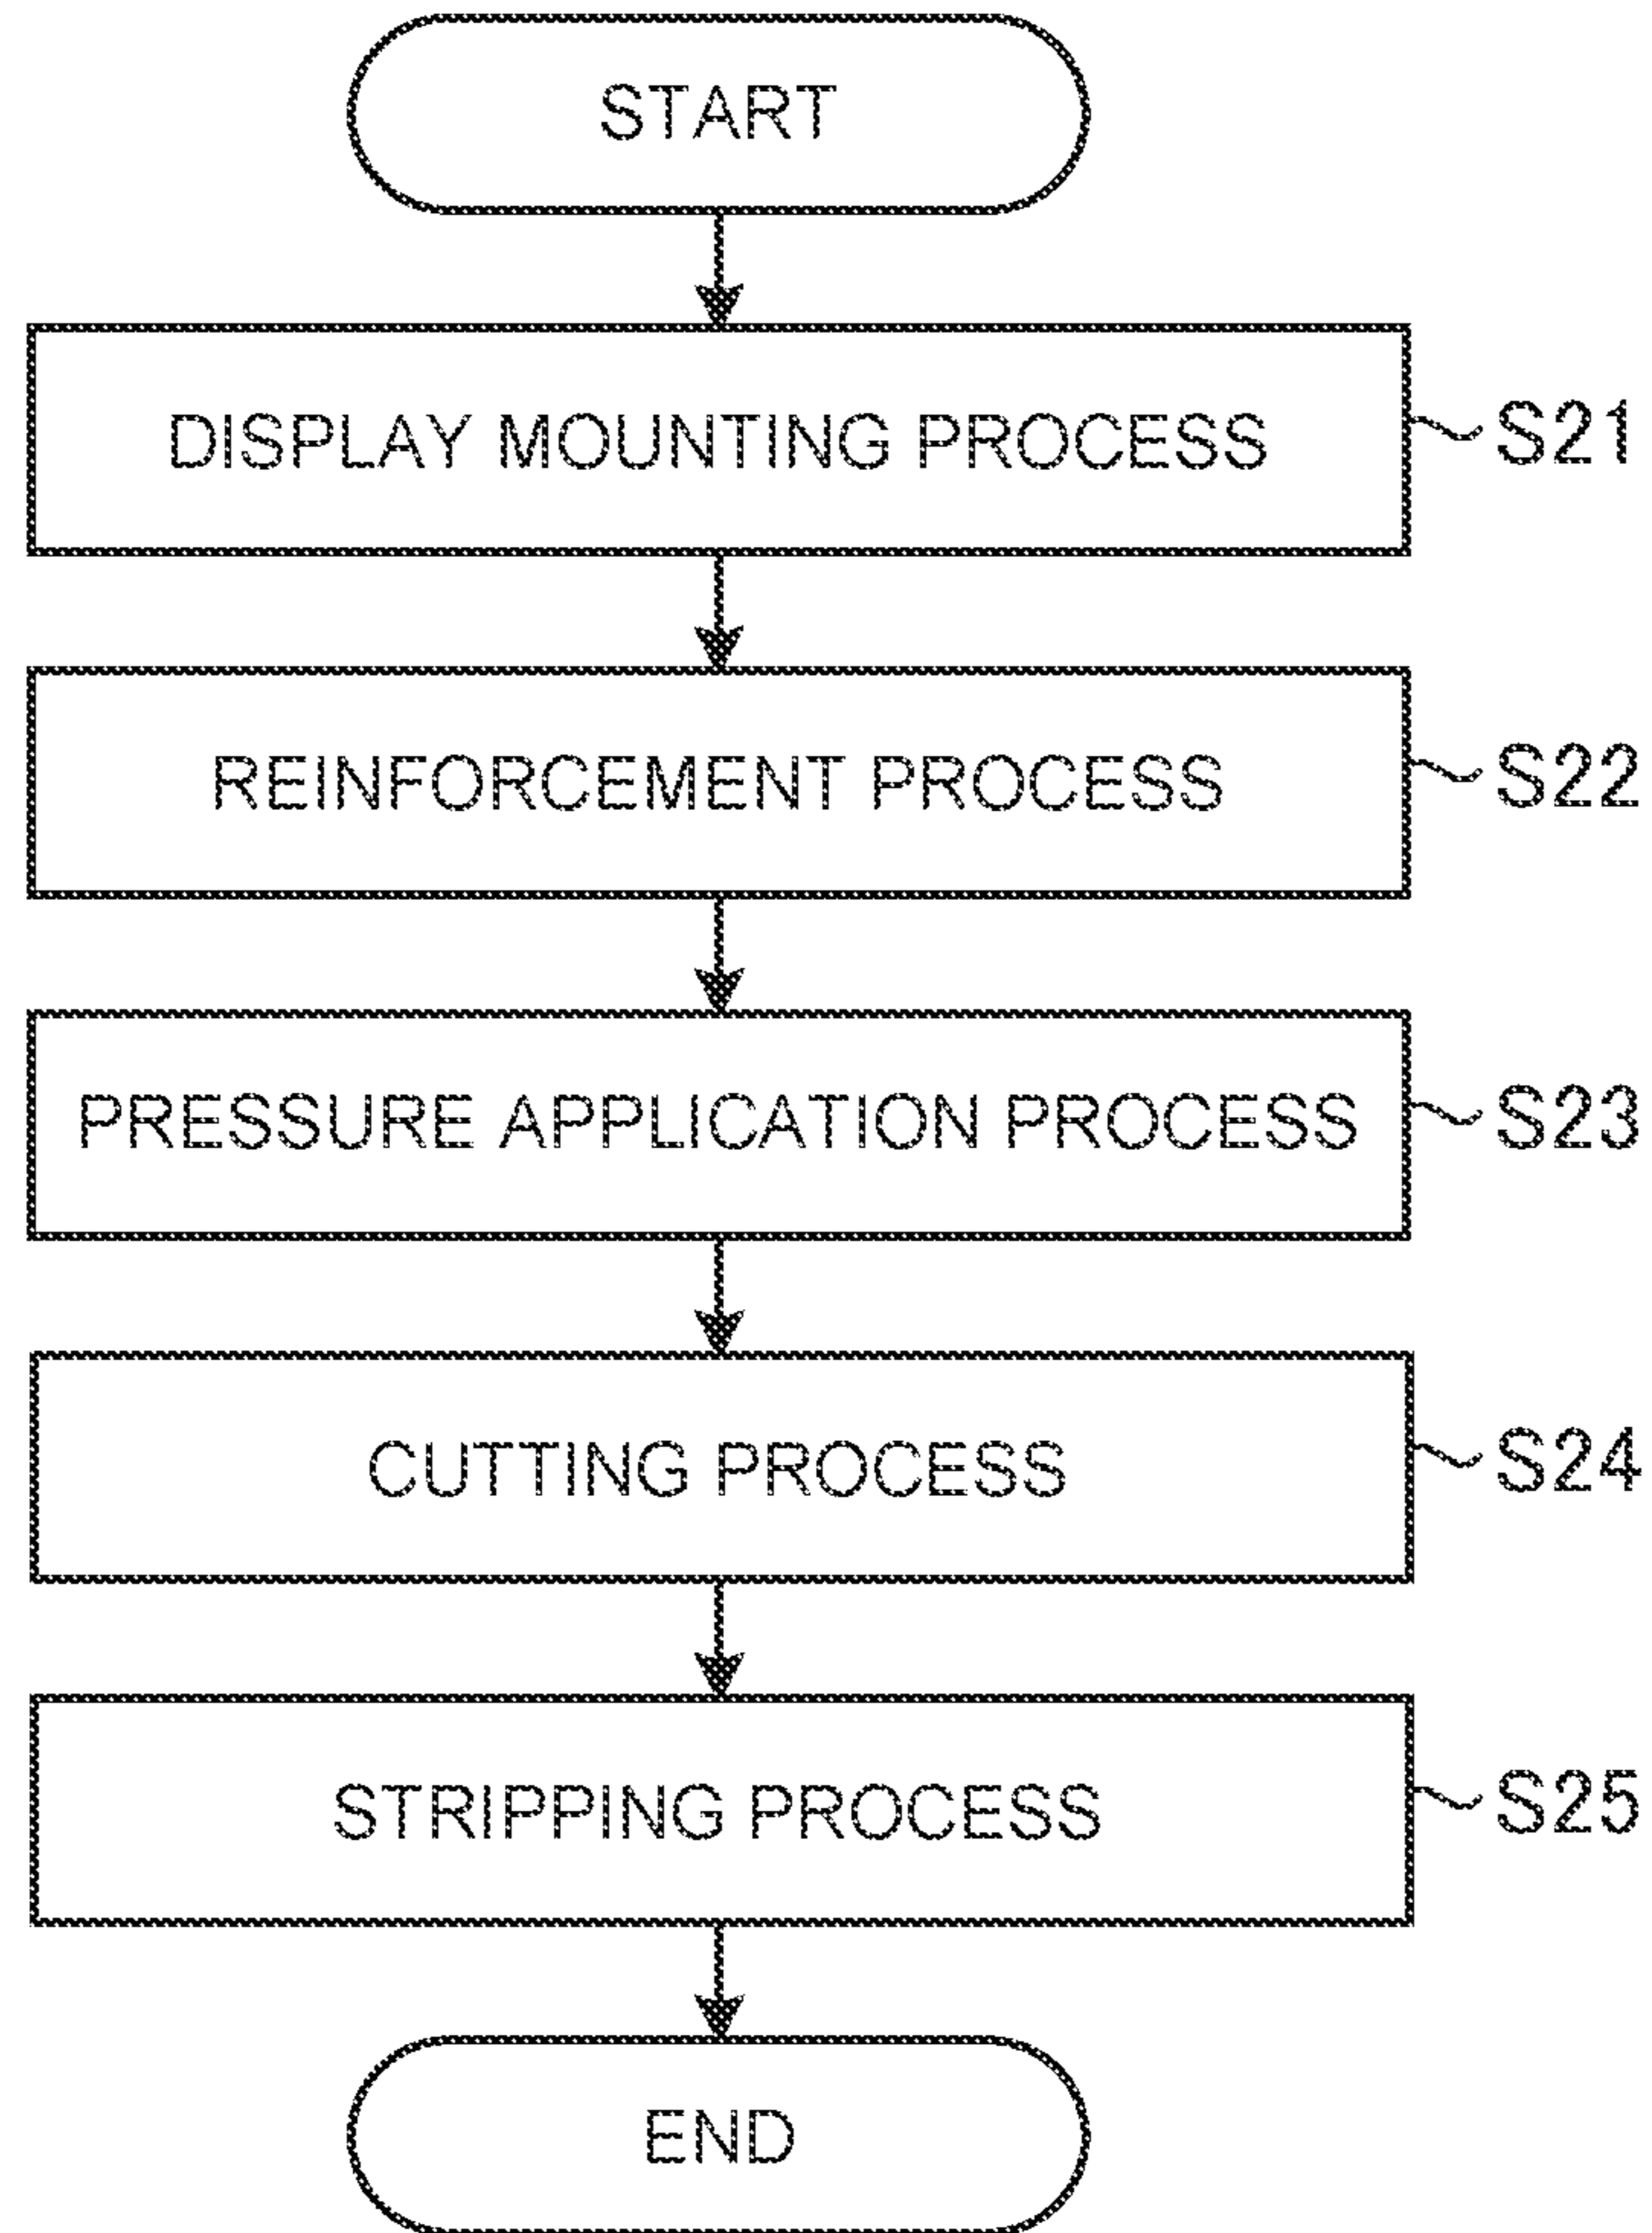 START
DISPLAY MOUNTING PROCESS S21
REINFORCEMENT PROCESS S22
PRESSURE APPLICATION PROCESS S23
CUTTING PROCESS S24
STRIPPING PROCESS S25
END